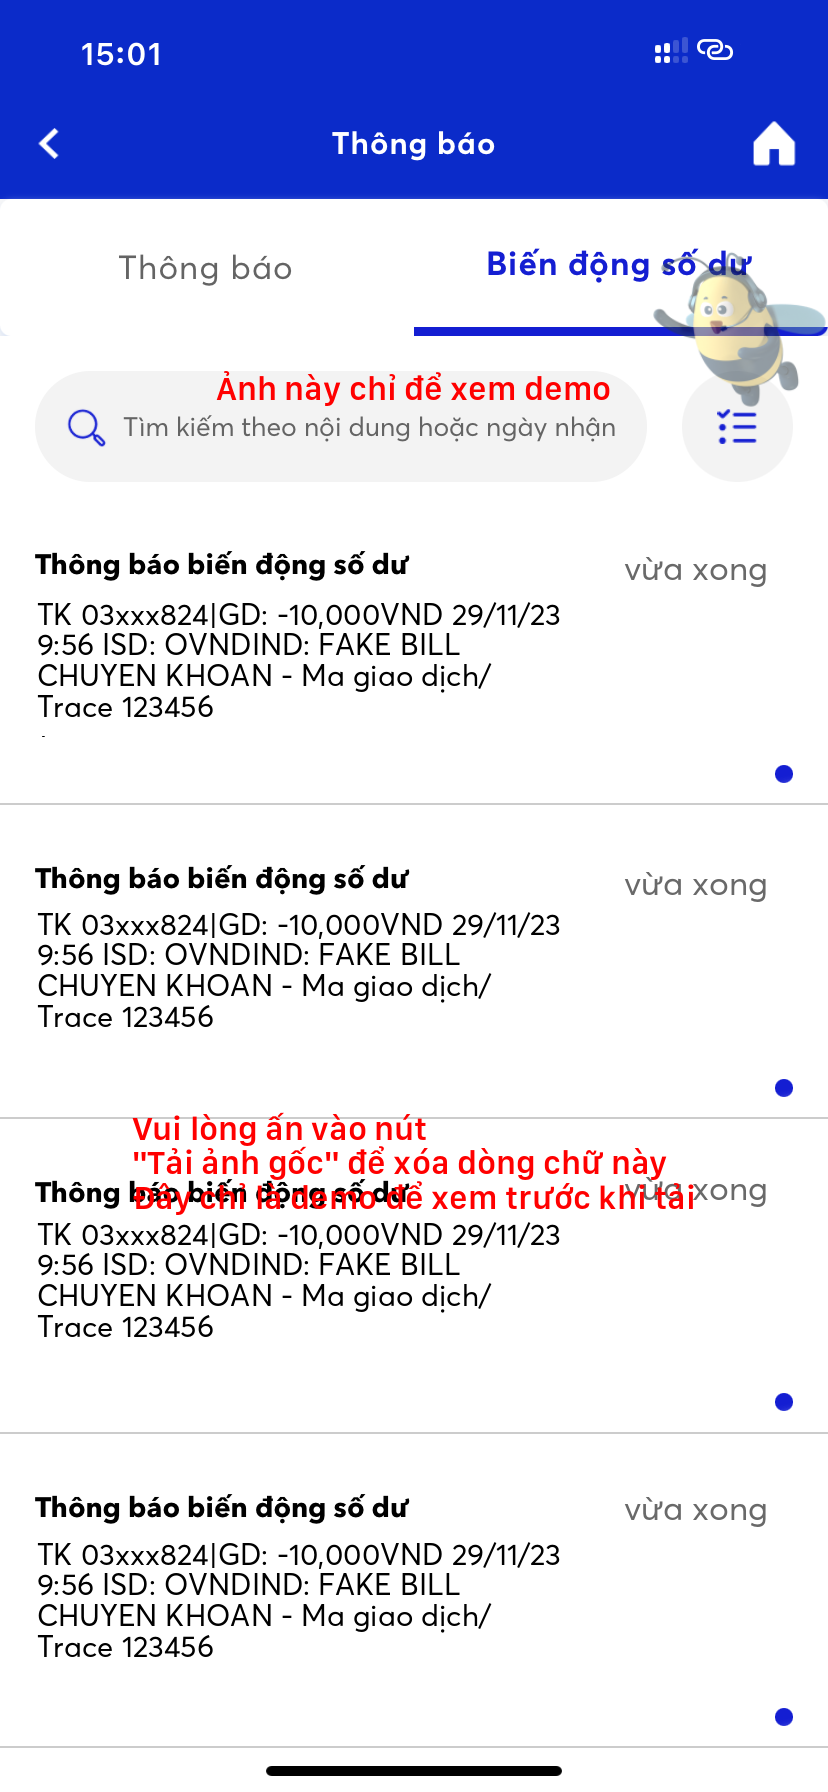 15:01
Thông báo
Thông báo
Biến động số dư
Ảnh này chỉ để xem demo
Tìm kiếm theo nội dung hoặc ngày nhận
Thông báo biến động số dư
vừa xong
TK 03xxx824|GD: -10,000VND 29/11/23
9:56 ISD: OVNDIND: FAKE BILL
CHUYEN KHOAN - Ma giao dịch/
Trace 123456
Thông báo biến động số dư
vừa xong
TK 03xxx824|GD: -10,000VND 29/11/23
9:56 ISD: OVNDIND: FAKE BILL
CHUYEN KHOAN - Ma giao dịch/
Trace 123456
Vui lòng ấn vào nút
"Tải ảnh gốc" để xóa dòng chữ này
Đây chỉ là demo để xem trước khi tải
Thông báo biến động số dư
vừa xong
TK 03xxx824|GD: -10,000VND 29/11/23
9:56 ISD: OVNDIND: FAKE BILL
CHUYEN KHOAN - Ma giao dịch/
Trace 123456
Thông báo biến động số dư
vừa xong
TK 03xxx824|GD: -10,000VND 29/11/23
9:56 ISD: OVNDIND: FAKE BILL
CHUYEN KHOAN - Ma giao dịch/
Trace 123456